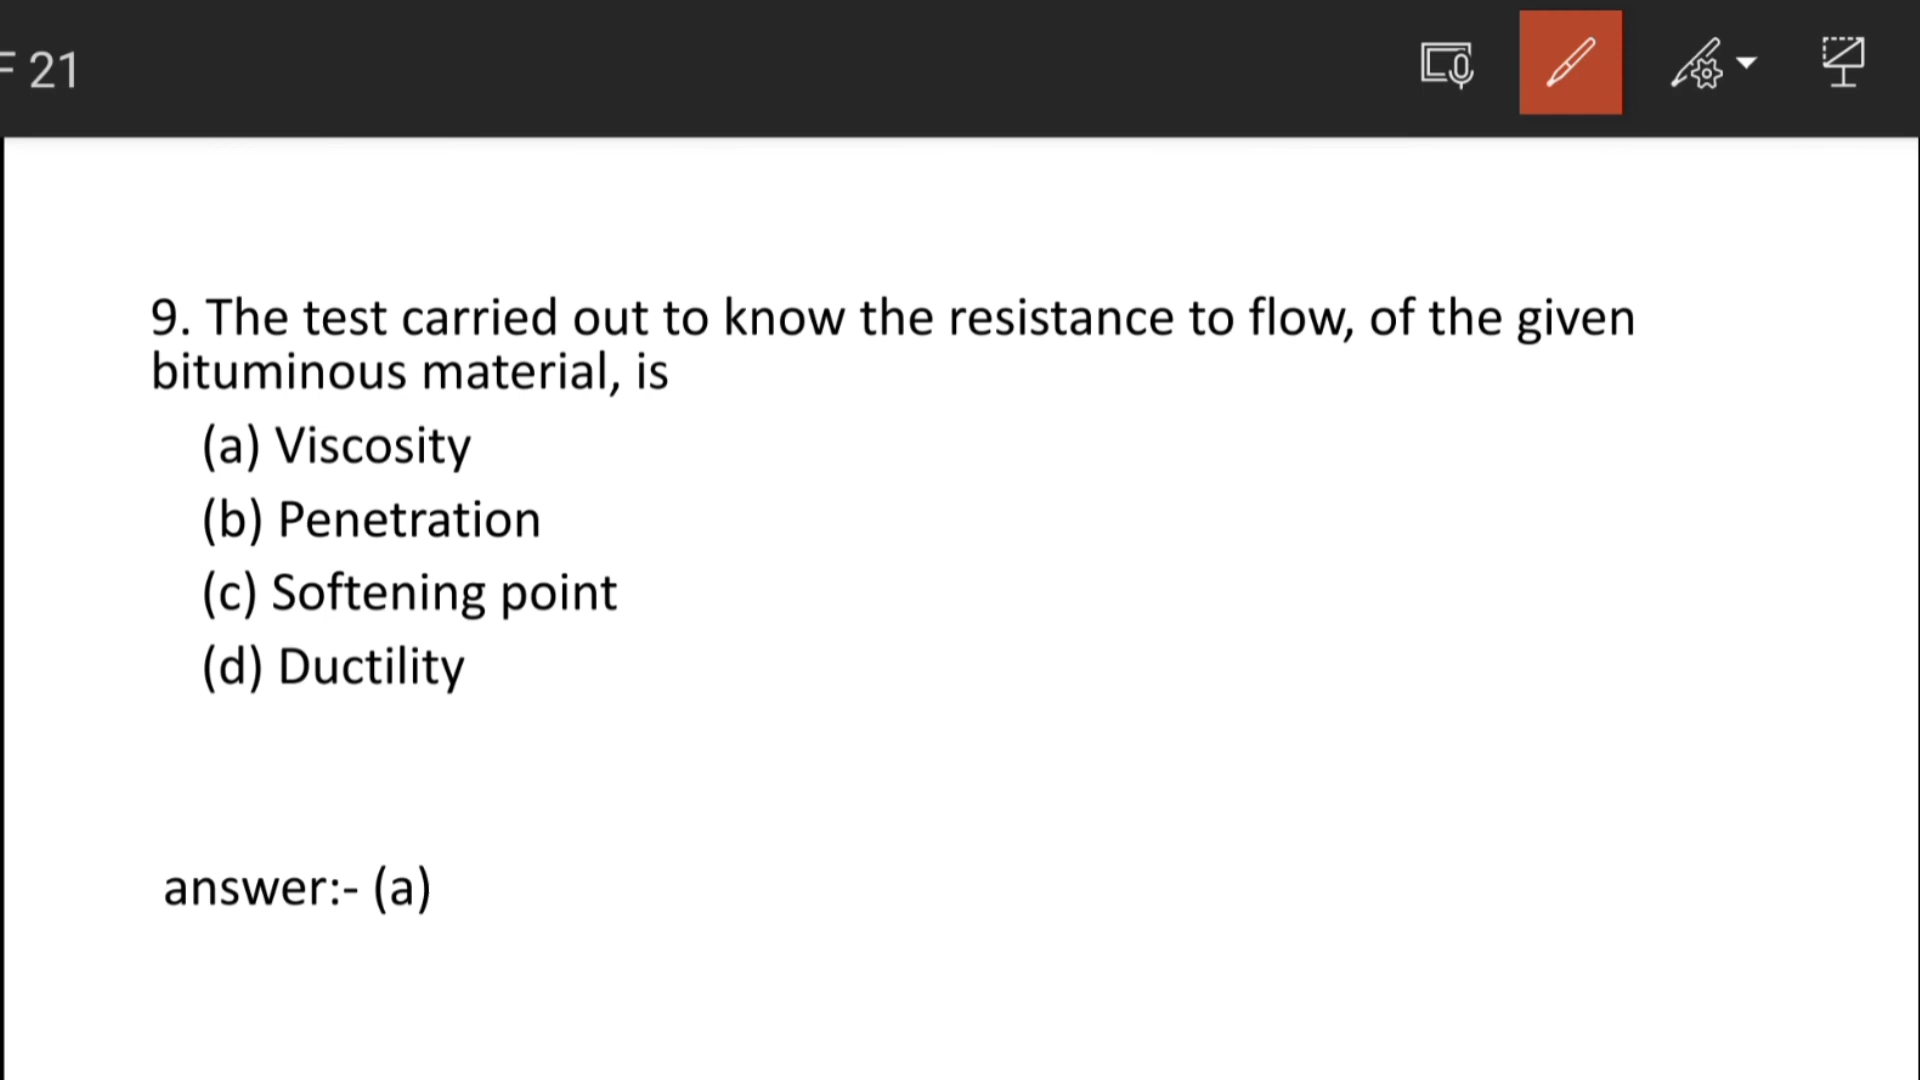 21
9. The test carried out to know the resistance to flow, of the given
bituminous material, is
(a) Viscosity
(b) Penetration
(c) Softening point
(d) Ductility
answer:- (a)